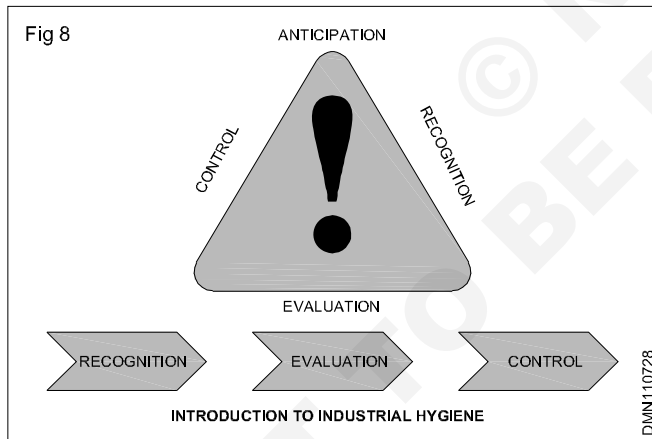 Fig 8
ANTICIPATION
CONTROL
RECOGNITION
EVALUATION
RECOGNITION
EVALUATION
CONTROL
INTRODUCTION TO INDUSTRIAL HYGIENE
DMN110728